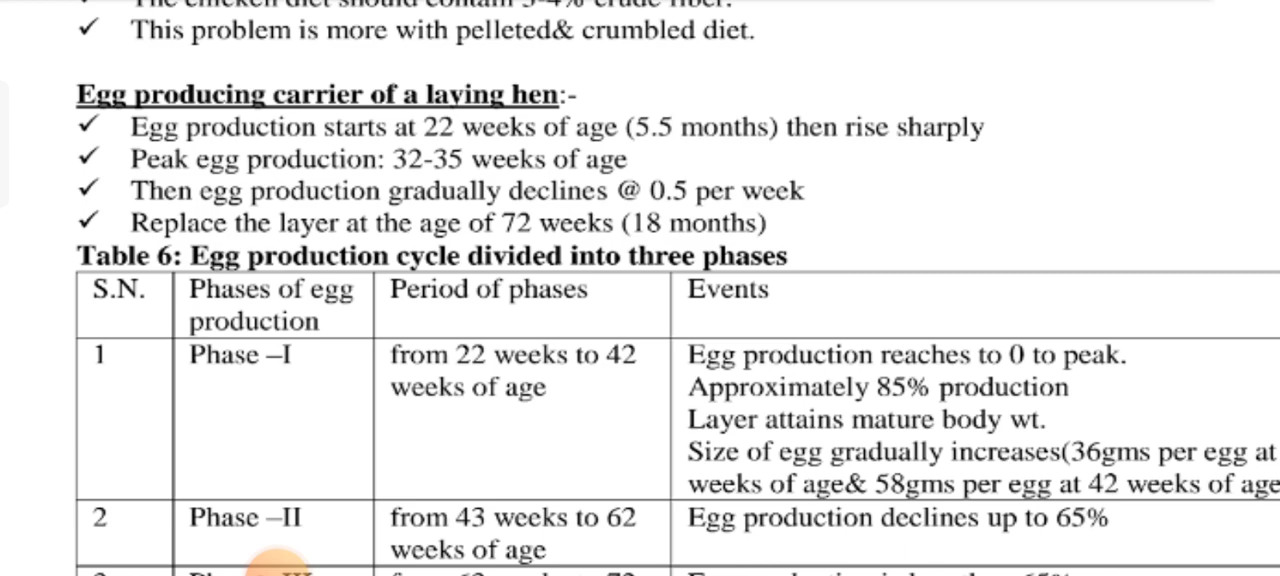 ✓ This problem is more with pelleted& crumbled diet.
Egg producing carrier of a laying hen:-
✓ Egg production starts at 22 weeks of age (5.5 months) then rise sharply
✓ Peak egg production: 32-35 weeks of age
✓ Then egg production gradually declines @ 0.5 per week
✓ Replace the layer at the age of 72 weeks (18 months)
Table 6: Egg production cycle divided into three phases
S.N. Phases of egg Period of phases Events
production
1 Phase –I from 22 weeks to 42 Egg production reaches to 0 to peak.
weeks of age Approximately 85% production
Layer attains mature body wt.
Size of egg gradually increases(36gms per egg at
weeks of age& 58gms per egg at 42 weeks of age
2 Phase –II from 43 weeks to 62 Egg production declines up to 65%
weeks of age